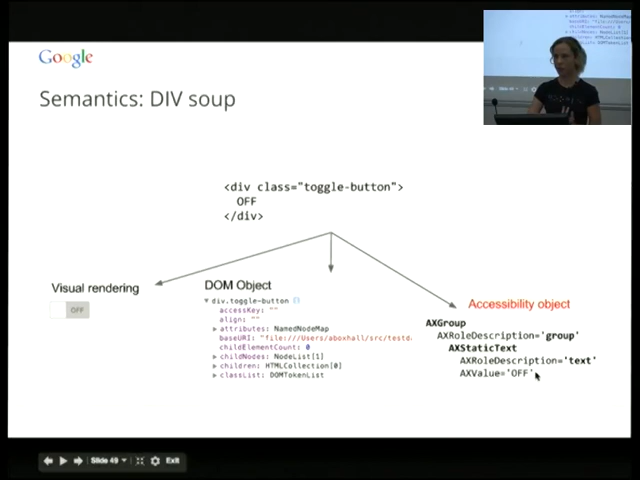 Google
Semantics: DIV soup
<div class="toggle-button">
OFF
</div>
Visual rendering
OFF
DOM Object
▼ div.toggle-button
accessKey: ""
align: ""
▶ attributes: NamedNodeMap
baseURI: "file:///Users/aboxhall/src/testd
childElementCount: 0
▶ childNodes: NodeList[1]
▶ children: HTMLCollection[0]
▶ classList: DOMTokenList
Accessibility object
AXGroup
AXRoleDescription='group'
AXStaticText
AXRoleDescription='text'
AXValue='OFF'
Slide 49
Exit